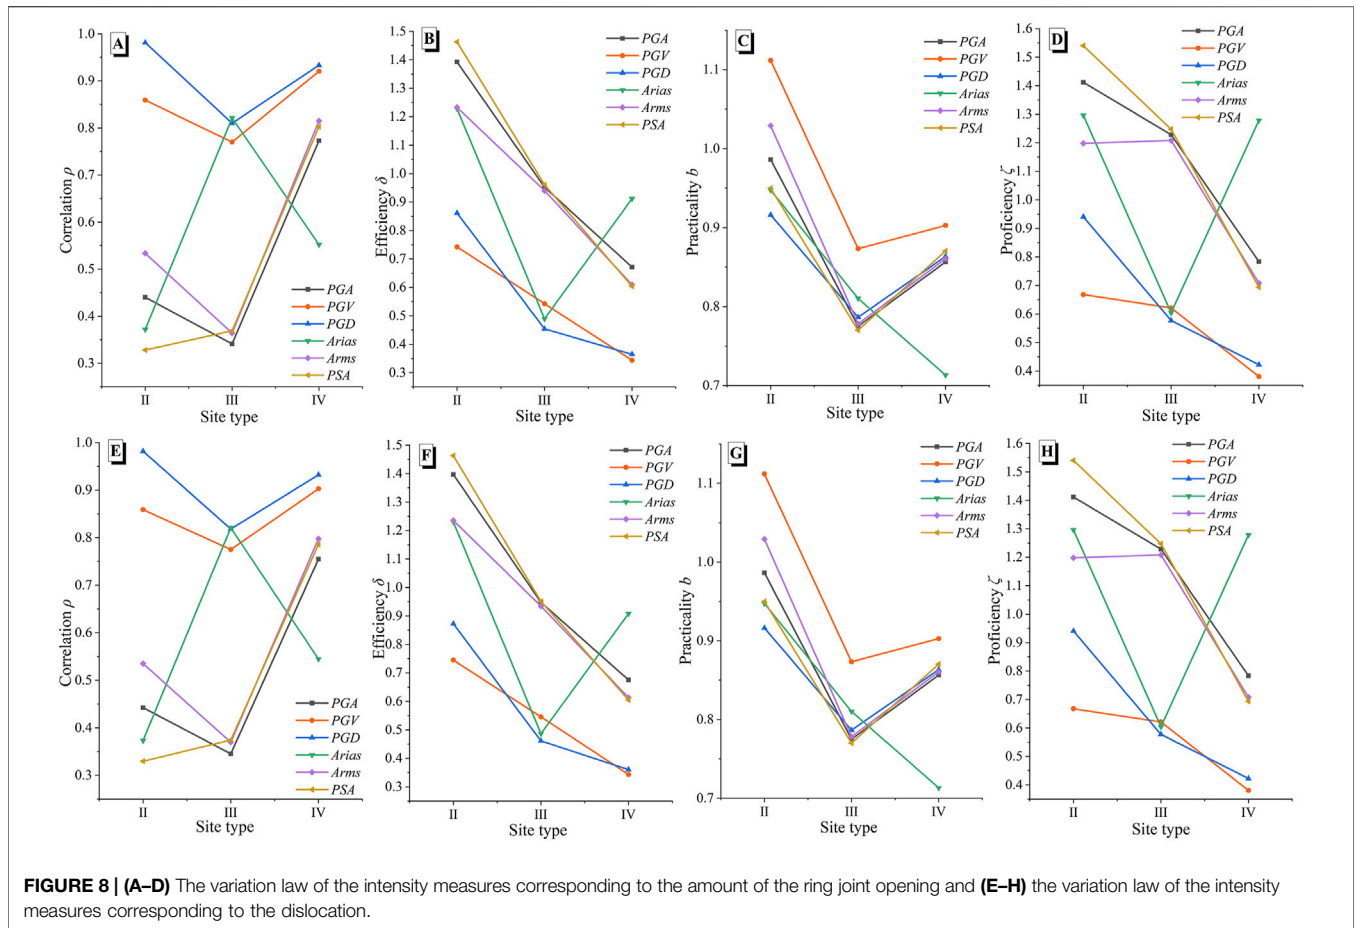 A
1.0
0.9
0.8
0.7
0.6
0.5
0.4
0.3
Correlation ρ
II III IV
Site type
PGA
PGV
PGD
Arias
Arms
PSA
B
1.5
1.4
1.3
1.2
1.1
1.0
0.9
0.8
0.7
0.6
0.5
0.4
0.3
Efficiency δ
II III IV
Site type
PGA
PGV
PGD
Arias
Arms
PSA
C
1.1
1.0
0.9
0.8
0.7
Practicality b
II III IV
Site type
PGA
PGV
PGD
Arias
Arms
PSA
D
1.6
1.5
1.4
1.3
1.2
1.1
1.0
0.9
0.8
0.7
0.6
0.5
0.4
Proficiency ζ
II III IV
Site type
PGA
PGV
PGD
Arias
Arms
PSA
E
1.0
0.9
0.8
0.7
0.6
0.5
0.4
0.3
Correlation ρ
II III IV
Site type
PGA
PGV
PGD
Arias
Arms
PSA
F
1.5
1.4
1.3
1.2
1.1
1.0
0.9
0.8
0.7
0.6
0.5
0.4
0.3
Efficiency δ
II III IV
Site type
PGA
PGV
PGD
Arias
Arms
PSA
G
1.1
1.0
0.9
0.8
0.7
Practicality b
II III IV
Site type
PGA
PGV
PGD
Arias
Arms
PSA
H
1.6
1.5
1.4
1.3
1.2
1.1
1.0
0.9
0.8
0.7
0.6
0.5
0.4
Proficiency ζ
II III IV
Site type
PGA
PGV
PGD
Arias
Arms
PSA
FIGURE 8 | (A–D) The variation law of the intensity measures corresponding to the amount of the ring joint opening and (E–H) the variation law of the intensity
measures corresponding to the dislocation.